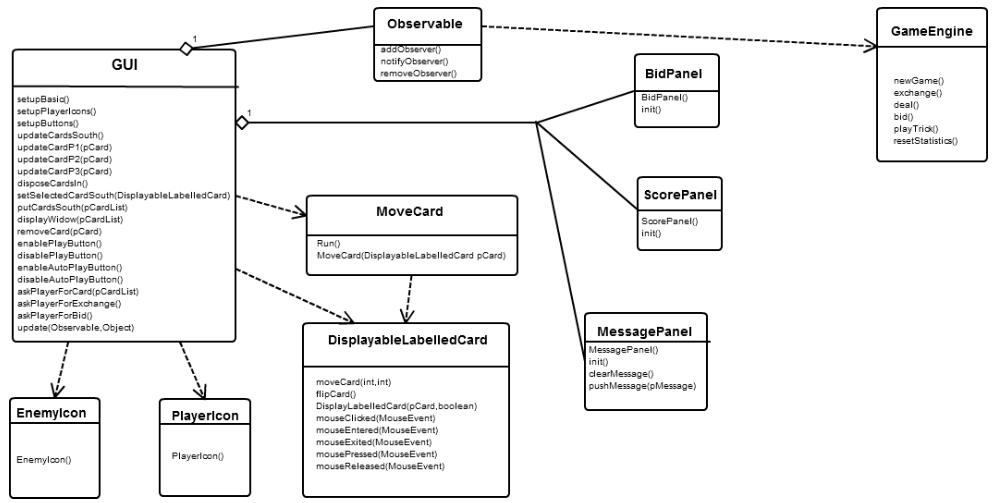 Observable
addObserver()
notifyObserver()
removeObserver()
GameEngine
newGame()
exchange()
deal()
bid()
playTrick()
resetStatistics()
1
GUI
setupBasic()
setupPlayerIcons()
setupButtons()
updateCardsSouth()
updateCardP1(pCard)
updateCardP2(pCard)
updateCardP3(pCard)
disposeCardsIn()
setSelectedCardSouth(DisplayableLabelledCard)
putCardsSouth(pCardList)
displayWidow(pCardList)
removeCard(pCard)
enablePlayButton()
disablePlayButton()
enableAutoPlayButton()
disableAutoPlayButton()
askPlayerForCard(pCardList)
askPlayerForExchange()
askPlayerForBid()
update(Observable,Object)
1
BidPanel
BidPanel()
init()
ScorePanel
ScorePanel()
init()
MoveCard
Run()
MoveCard(DisplayableLabelledCard pCard)
MessagePanel
MessagePanel()
init()
clearMessage()
pushMessage(pMessage)
DisplayableLabelledCard
moveCard(int,int)
flipCard()
DisplayLabelledCard(pCard,boolean)
mouseClicked(MouseEvent)
mouseEntered(MouseEvent)
mouseExited(MouseEvent)
mousePressed(MouseEvent)
mouseReleased(MouseEvent)
EnemyIcon
EnemyIcon()
PlayerIcon
PlayerIcon()